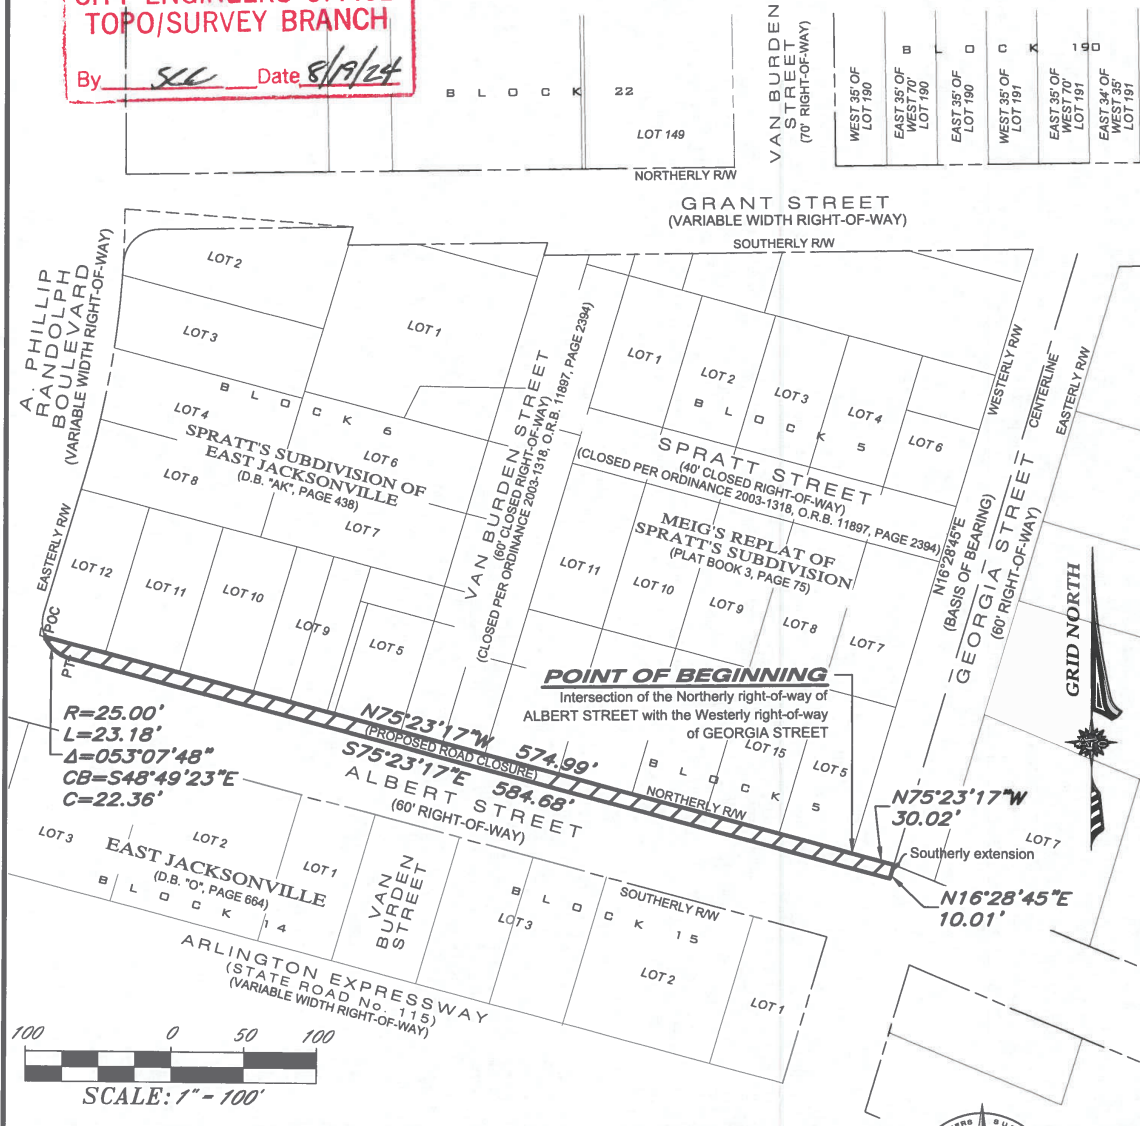 TOPO/SURVEY BRANCH
By SCC Date 8/19/24
B L O C K 22
LOT 149
NORTHERLY R/W
VAN BURDEN
STREET
(70' RIGHT-OF-WAY)
B L O C K 190
WEST 35' OF
LOT 190
EAST 35' OF
WEST 70'
LOT 190
EAST 35' OF
LOT 190
WEST 35' OF
LOT 191
EAST 35' OF
WEST 70'
LOT 191
EAST 34' OF
WEST 35'
LOT 191
GRANT STREET
(VARIABLE WIDTH RIGHT-OF-WAY)
SOUTHERLY R/W
A. PHILLIP
RANDOLPH
BOULEVARD
(VARIABLE WIDTH RIGHT-OF-WAY)
EASTERLY R/W
LOT 2
LOT 3
LOT 1
B L O C K 6
LOT 4
LOT 6
SPRATT'S SUBDIVISION OF
EAST JACKSONVILLE
(D.B. "AK", PAGE 438)
LOT 8
LOT 7
LOT 12
LOT 11
LOT 10
LOT 9
LOT 5
VAN BURDEN STREET
(60' CLOSED RIGHT-OF-WAY)
(CLOSED PER ORDINANCE 2003-1318, O.R.B. 11897, PAGE 2394)
LOT 1
LOT 2
LOT 3
LOT 4
LOT 6
B L O C K 5
SPRATT STREET
(40' CLOSED RIGHT-OF-WAY)
(CLOSED PER ORDINANCE 2003-1318, O.R.B. 11897, PAGE 2394)
MEIG'S REPLAT OF
SPRATT'S SUBDIVISION
(PLAT BOOK 3, PAGE 75)
LOT 11
LOT 10
LOT 9
LOT 8
LOT 7
WESTERLY R/W
CENTERLINE
EASTERLY R/W
N16°28'45"E
(BASIS OF BEARING)
GEORGIA STREET
(60' RIGHT-OF-WAY)
GRID NORTH
POC
PT
R=25.00'
L=23.18'
Δ=053°07'48"
CB=S48°49'23"E
C=22.36'
POINT OF BEGINNING
Intersection of the Northerly right-of-way of
ALBERT STREET with the Westerly right-of-way
of GEORGIA STREET
LOT 15
LOT 5
B L O C K 5
N75°23'17"W 574.99'
(PROPOSED ROAD CLOSURE)
S75°23'17"E 584.68'
NORTHERLY R/W
ALBERT STREET
(60' RIGHT-OF-WAY)
N75°23'17"W
30.02'
Southerly extension
LOT 7
N16°28'45"E
10.01'
LOT 3
LOT 2
LOT 1
EAST JACKSONVILLE
(D.B. "O", PAGE 664)
B L O C K 14
VAN
BURDEN
STREET
B L O C K 15
SOUTHERLY R/W
LOT 3
LOT 2
LOT 1
ARLINGTON EXPRESSWAY
(STATE ROAD No. 115)
(VARIABLE WIDTH RIGHT-OF-WAY)
100 0 50 100
SCALE: 1" = 100'